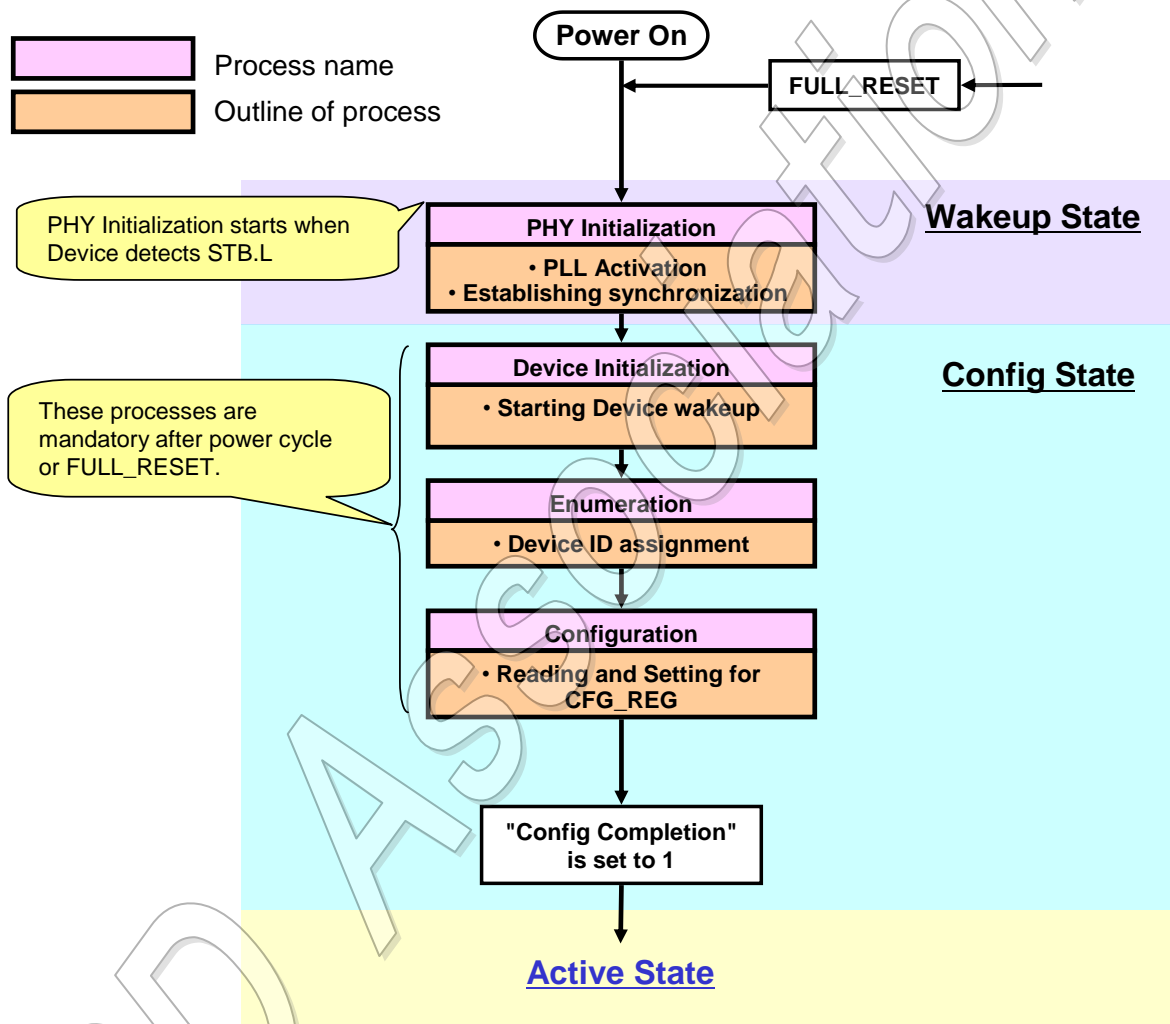 Power On
Process name
FULL_RESET
Outline of process
PHY Initialization starts when
Device detects STB.L
PHY Initialization
• PLL Activation
• Establishing synchronization
Wakeup State
Device Initialization
• Starting Device wakeup
Config State
These processes are
mandatory after power cycle
or FULL_RESET.
Enumeration
• Device ID assignment
Configuration
• Reading and Setting for
CFG_REG
"Config Completion"
is set to 1
Active State
D Association